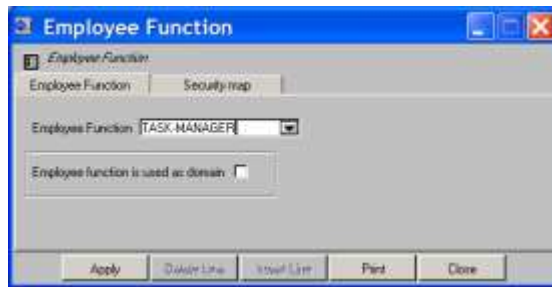 Employee Function
Employee Function
Employee Function Security map
Employee Function TASK-MANAGER
Employee function is used as domain
Apply Delete Line Insert Line Print Close